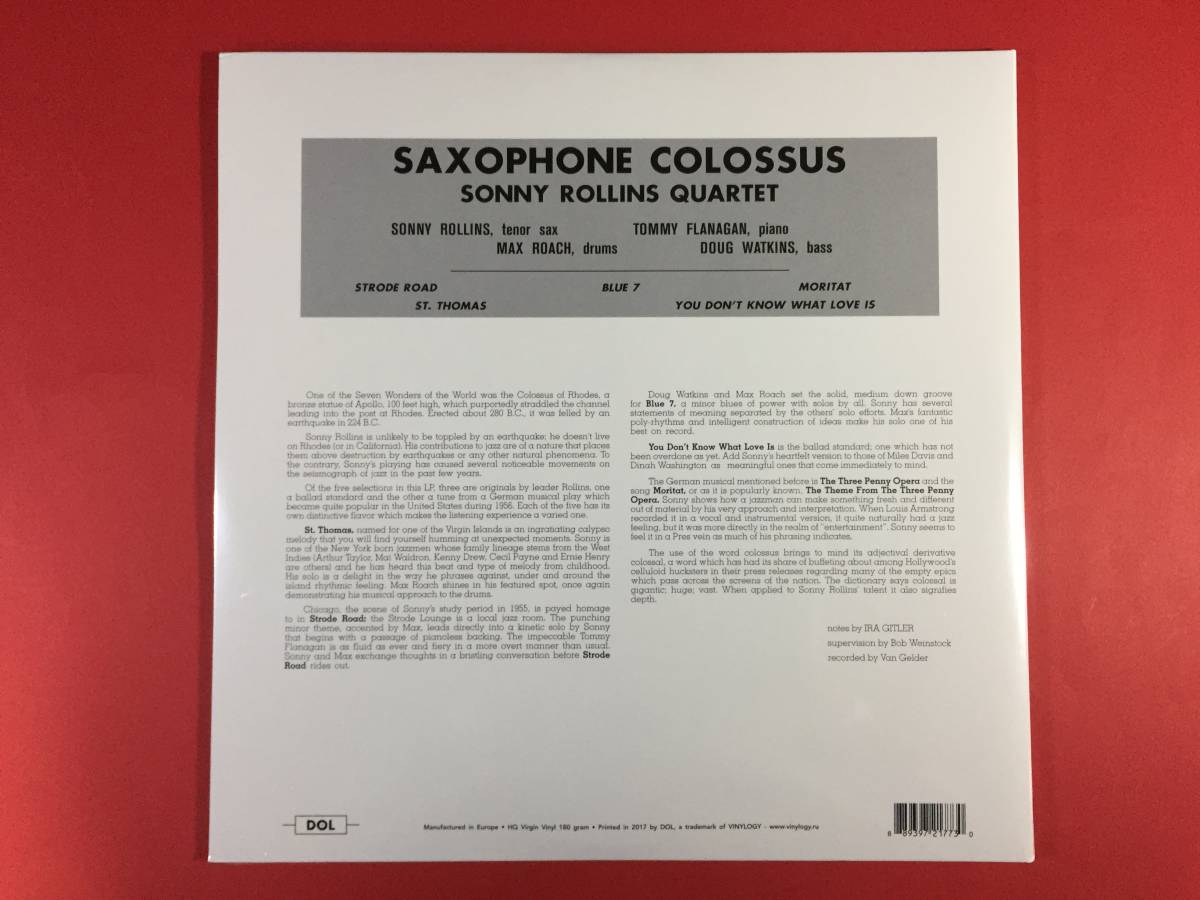 SAXOPHONE COLOSSUS
SONNY ROLLINS QUARTET
SONNY ROLLINS, tenor sax TOMMY FLANAGAN, piano
MAX ROACH, drums DOUG WATKINS, bass
STRODE ROAD BLUE 7 MORITAT
ST. THOMAS YOU DON'T KNOW WHAT LOVE IS
One of the Seven Wonders of the World was the Colossus of Rhodes, a
bronze statue of Apollo, 100 feet high, which purportedly straddled the channel
leading into the post at Rhodes. Erected about 280 B.C., it was felled by an
earthquake in 224 B.C.
Sonny Rollins is unlikely to be toppled by an earthquake; he doesn't live
on Rhodes (or in California). His contributions to jazz are of a nature that places
them above destruction by earthquakes or any other natural phenomena. To
the contrary, Sonny's playing has caused several noticeable movements on
the seismograph of jazz in the past few years.
Of the five selections in this LP, three are originals by leader Rollins, one
a ballad standard and the other a tune from a German musical play which
became quite popular in the United States during 1956. Each of the five has its
own distinctive flavor which makes the listening experience a varied one.
St. Thomas, named for one of the Virgin Islands is an ingratiating calypso
melody that you will find yourself humming at unexpected moments. Sonny is
one of the New York born jazzmen whose family lineage stems from the West
Indies (Arthur Taylor, Mal Waldron, Kenny Drew, Cecil Payne and Ernie Henry
are others) and he has heard this beat and type of melody from childhood.
His solo is a delight in the way he phrases against, under and around the
island rhythmic feeling. Max Roach shines in his featured spot, once again
demonstrating his musical approach to the drums.
Chicago, the scene of Sonny's study period in 1955, is payed homage
to in Strode Road; the Strode Lounge is a local jazz room. The punching
minor theme, accented by Max, leads directly into a kinetic solo by Sonny
that begins with a passage of pianoless backing. The impeccable Tommy
Flanagan is as fluid as ever and fiery in a more overt manner than usual.
Sonny and Max exchange thoughts in a bristling conversation before Strode
Road rides out.
Doug Watkins and Max Roach set the solid, medium down groove
for Blue 7, a minor blues of power with solos by all. Sonny has several
statements of meaning separated by the others' solo efforts. Max's fantastic
poly-rhythms and intelligent construction of ideas make his solo one of his
best on record.
You Don't Know What Love Is is the ballad standard; one which has not
been overdone as yet. Add Sonny's heartfelt version to those of Miles Davis and
Dinah Washington as meaningful ones that come immediately to mind.
The German musical mentioned before is The Three Penny Opera and the
song Moritat, or as it is popularly known, The Theme From The Three Penny
Opera. Sonny shows how a jazzman can make something fresh and different
out of material by his very approach and interpretation. When Louis Armstrong
recorded it in a vocal and instrumental version, it quite naturally had a jazz
feeling, but it was more directly in the realm of "entertainment". Sonny seems to
feel it in a Pres vein as much of his phrasing indicates.
The use of the word colossus brings to mind its adjectival derivative
colossal, a word which has had its share of buffeting about among Hollywood's
celluloid hucksters in their press releases regarding many of the empty epics
which pass across the screens of the nation. The dictionary says colossal is
gigantic; huge; vast. When applied to Sonny Rollins' talent it also signifies
depth.
notes by IRA GITLER
supervision by Bob Weinstock
recorded by Van Gelder
DOL
Manufactured in Europe • HQ Virgin Vinyl 180 gram • Printed in 2017 by DOL, a trademark of VINYLOGY - www.vinylogy.ru
8 89397 21773 0